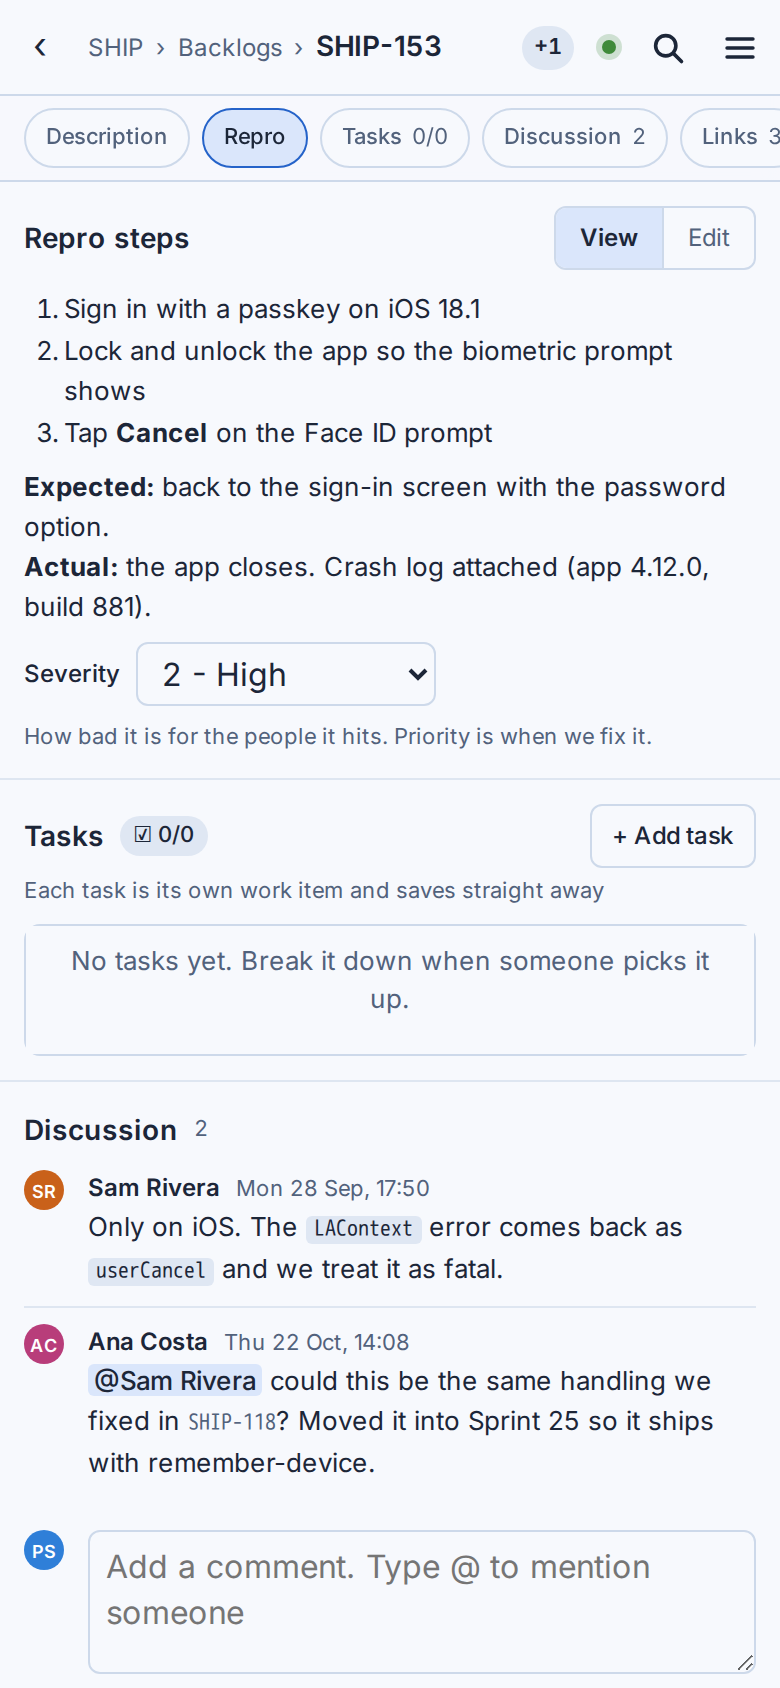 ‹ SHIP › Backlogs › SHIP-153 +1
Description Repro Tasks 0/0 Discussion 2 Links 3
Repro steps View Edit
1. Sign in with a passkey on iOS 18.1
2. Lock and unlock the app so the biometric prompt
shows
3. Tap Cancel on the Face ID prompt
Expected: back to the sign-in screen with the password
option.
Actual: the app closes. Crash log attached (app 4.12.0,
build 881).
Severity 2 - High
How bad it is for the people it hits. Priority is when we fix it.
Tasks ☑ 0/0 + Add task
Each task is its own work item and saves straight away
No tasks yet. Break it down when someone picks it
up.
Discussion 2
SR Sam Rivera Mon 28 Sep, 17:50
Only on iOS. The LAContext error comes back as
userCancel and we treat it as fatal.
AC Ana Costa Thu 22 Oct, 14:08
@Sam Rivera could this be the same handling we
fixed in SHIP-118? Moved it into Sprint 25 so it ships
with remember-device.
PS Add a comment. Type @ to mention
someone